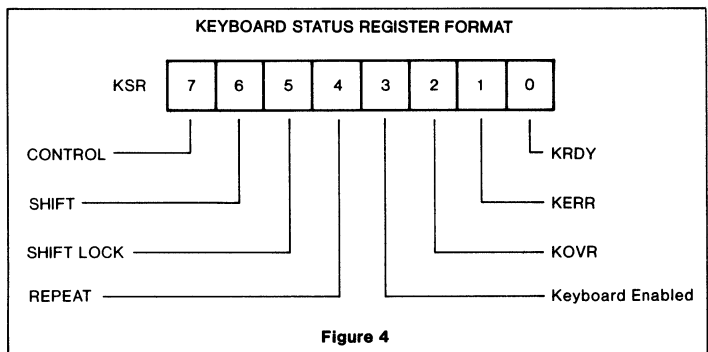 KEYBOARD STATUS REGISTER FORMAT
KSR 7 6 5 4 3 2 1 0
CONTROL KRDY
SHIFT KERR
SHIFT LOCK KOVR
REPEAT Keyboard Enabled
Figure 4